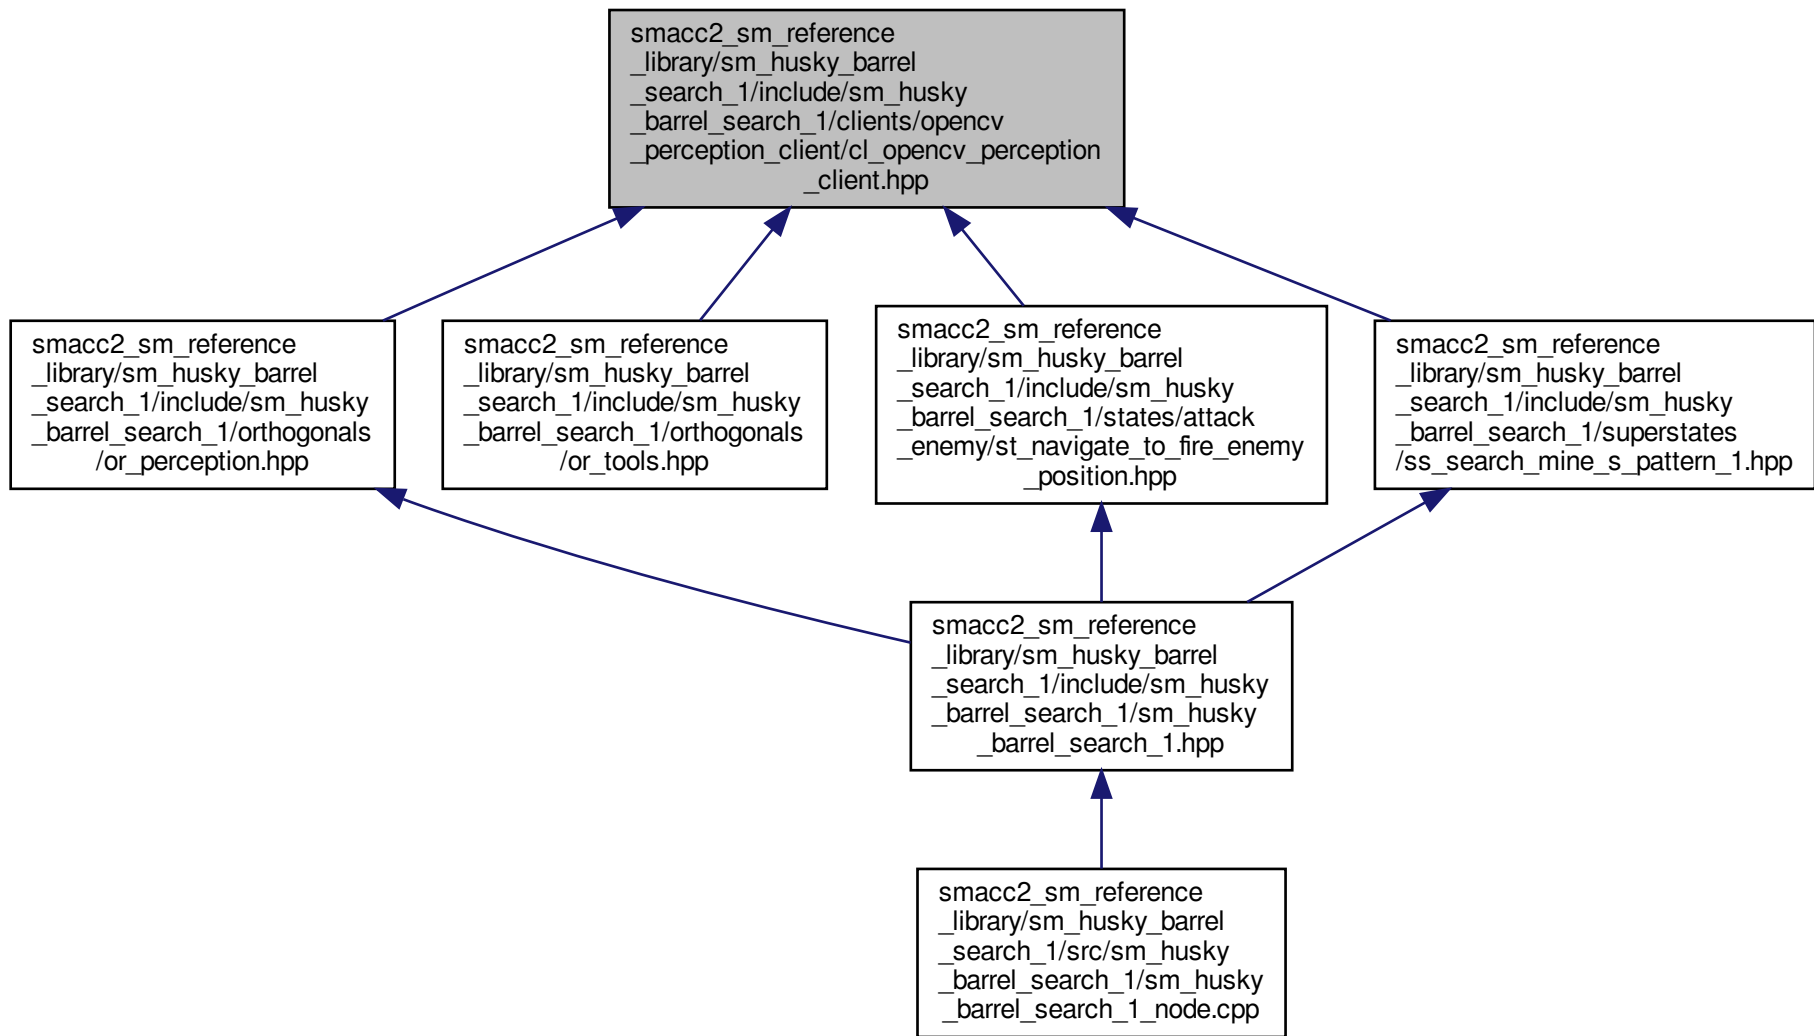 smacc2_sm_reference
_library/sm_husky_barrel
_search_1/include/sm_husky
_barrel_search_1/clients/opencv
_perception_client/cl_opencv_perception
_client.hpp
smacc2_sm_reference
_library/sm_husky_barrel
_search_1/include/sm_husky
_barrel_search_1/orthogonals
/or_perception.hpp
smacc2_sm_reference
_library/sm_husky_barrel
_search_1/include/sm_husky
_barrel_search_1/orthogonals
/or_tools.hpp
smacc2_sm_reference
_library/sm_husky_barrel
_search_1/include/sm_husky
_barrel_search_1/states/attack
_enemy/st_navigate_to_fire_enemy
_position.hpp
smacc2_sm_reference
_library/sm_husky_barrel
_search_1/include/sm_husky
_barrel_search_1/superstates
/ss_search_mine_s_pattern_1.hpp
smacc2_sm_reference
_library/sm_husky_barrel
_search_1/include/sm_husky
_barrel_search_1/sm_husky
_barrel_search_1.hpp
smacc2_sm_reference
_library/sm_husky_barrel
_search_1/src/sm_husky
_barrel_search_1/sm_husky
_barrel_search_1_node.cpp